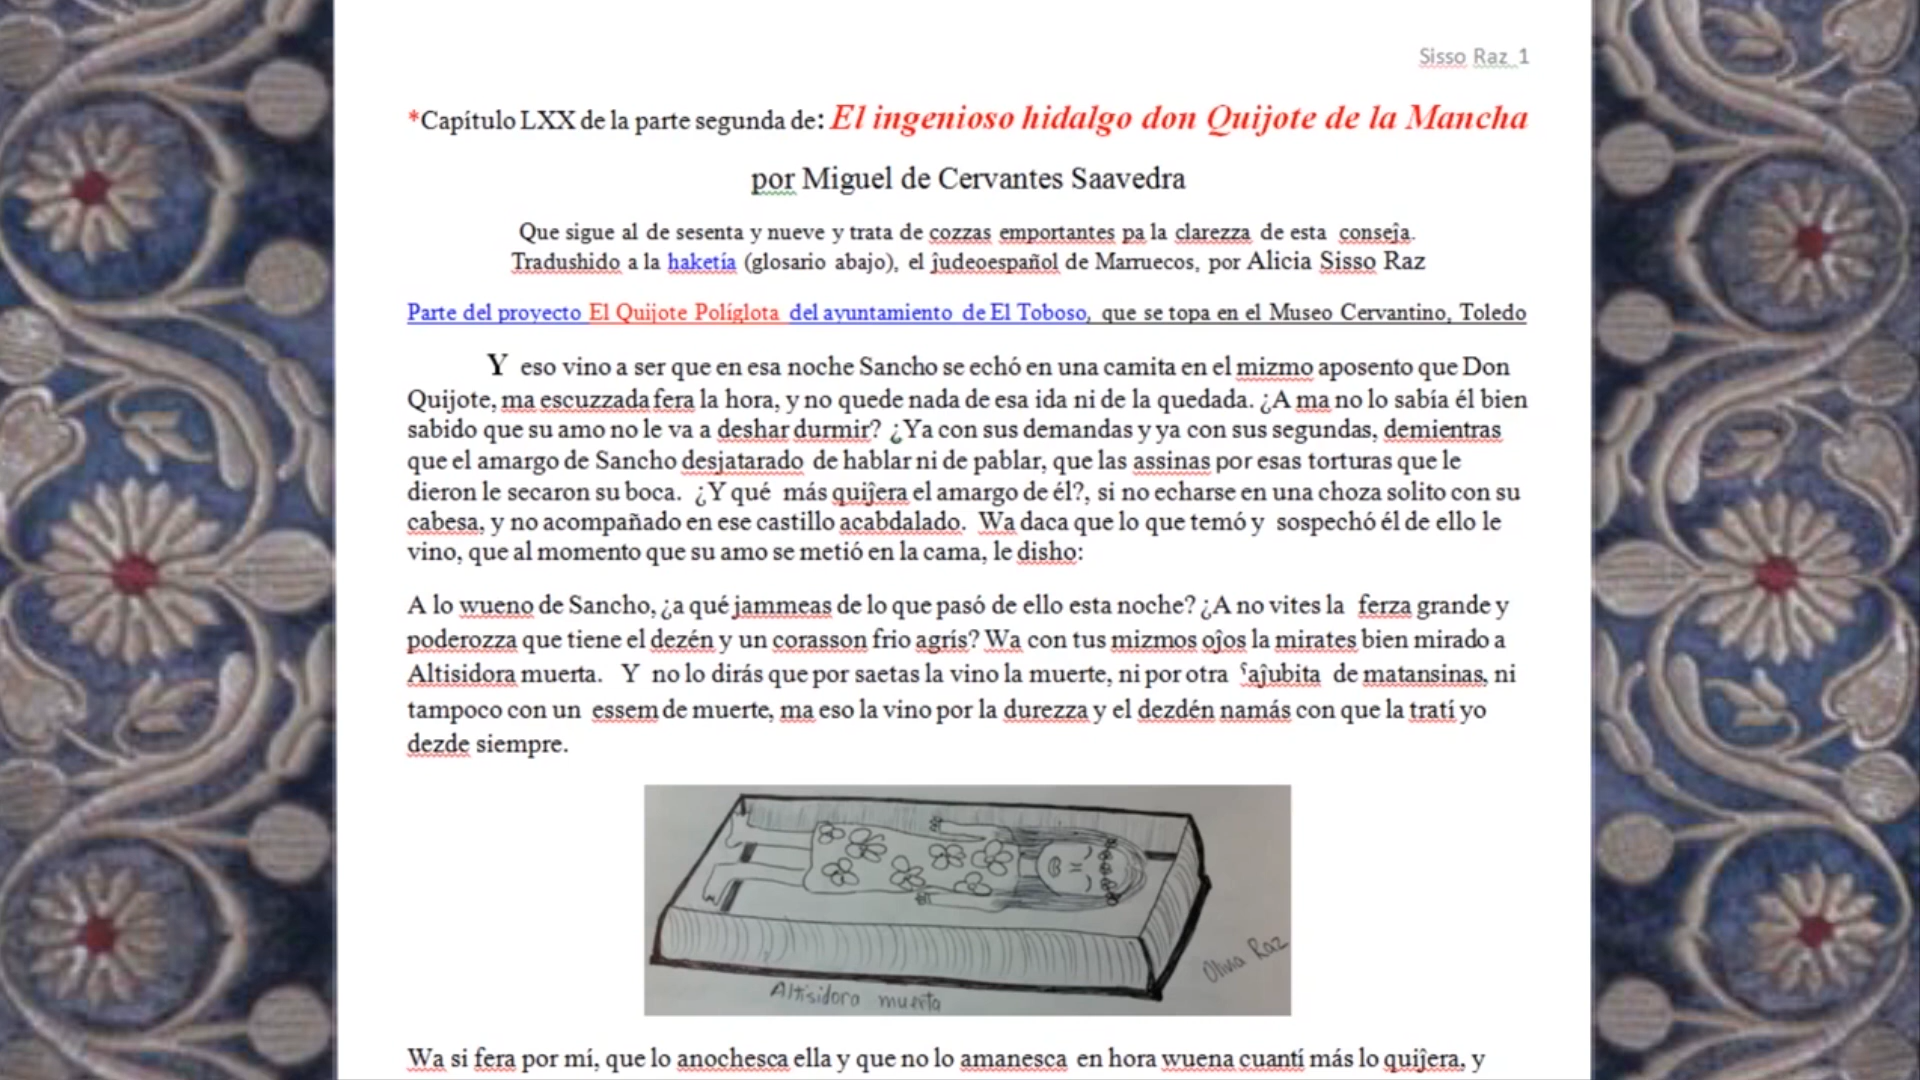 Sisso Raz 1
*Capítulo LXX de la parte segunda de: El ingenioso hidalgo don Quijote de la Mancha
por Miguel de Cervantes Saavedra
Que sigue al de sesenta y nueve y trata de cozzas emportantes pa la clarezza de esta conseĵa.
Tradushido a la haketía (glosario abajo), el ĵudeoespañol de Marruecos, por Alicia Sisso Raz
Parte del proyecto El Quijote Políglota del ayuntamiento de El Toboso, que se topa en el Museo Cervantino, Toledo
Y eso vino a ser que en esa noche Sancho se echó en una camita en el mizmo aposento que Don
Quijote, ma escuzzada fera la hora, y no quede nada de esa ida ni de la quedada. ¿A ma no lo sabía él bien
sabido que su amo no le va a deshar durmir? ¿Ya con sus demandas y ya con sus segundas, demientras
que el amargo de Sancho desjatarado de hablar ni de pablar, que las assinas por esas torturas que le
dieron le secaron su boca. ¿Y qué más quiĵera el amargo de él?, si no echarse en una choza solito con su
cabesa, y no acompañado en ese castillo acabdalado. Wa daca que lo que temó y sospechó él de ello le
vino, que al momento que su amo se metió en la cama, le disho:
A lo wueno de Sancho, ¿a qué jammeas de lo que pasó de ello esta noche? ¿A no vites la ferza grande y
poderozza que tiene el dezén y un corasson frio agrís? Wa con tus mizmos oĵos la mirates bien mirado a
Altisidora muerta. Y no lo dirás que por saetas la vino la muerte, ni por otra ˤaĵubita de matansinas, ni
tampoco con un essem de muerte, ma eso la vino por la durezza y el dezdén namás con que la tratí yo
dezde siempre.
Altisidora muerta
Olivia Raz
Wa si fera por mí, que lo anochesca ella y que no lo amanesca en hora wuena cuantí más lo quiĵera, y